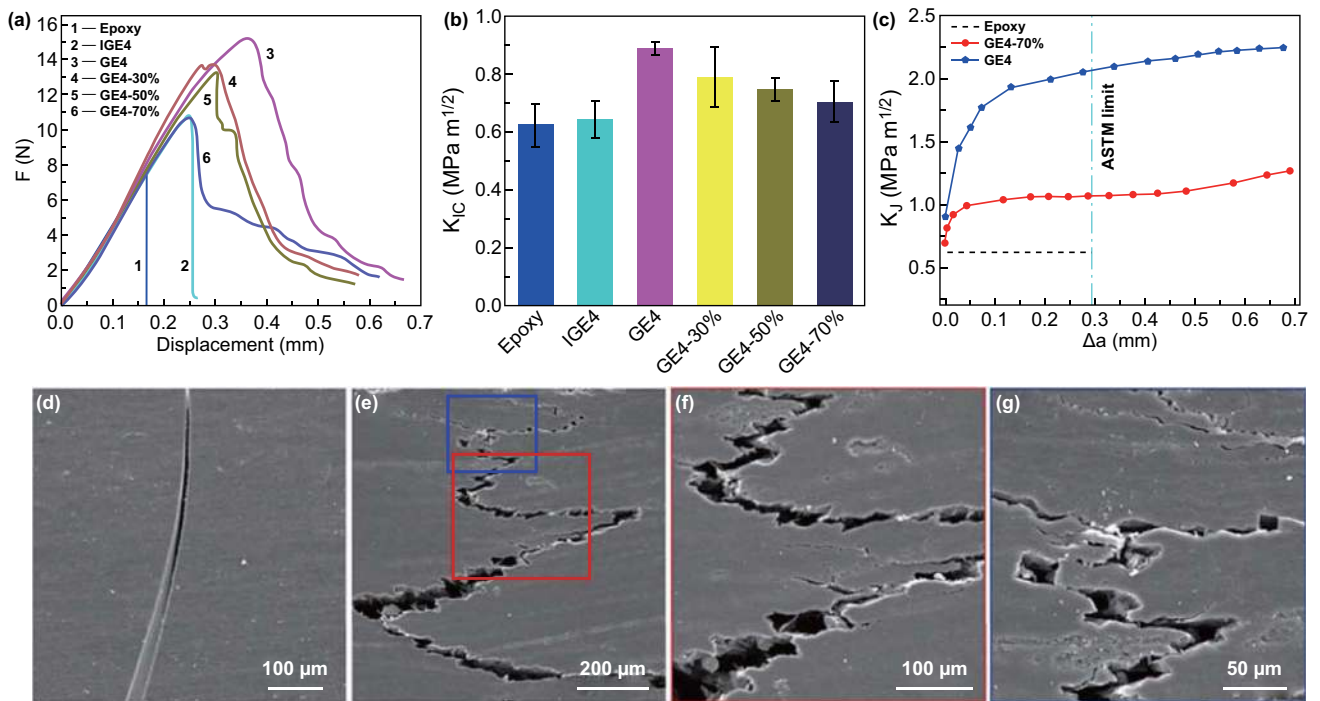 (a)
16
14
12
10
8
6
4
2
0
F (N)
1 — Epoxy
2 — IGE4
3 — GE4
4 — GE4-30%
5 — GE4-50%
6 — GE4-70%
3
4
5
6
1
2
0.0 0.1 0.2 0.3 0.4 0.5 0.6 0.7
Displacement (mm)
(b)
1.0
0.8
0.6
0.4
0.2
0.0
K_IC (MPa m^1/2)
Epoxy
IGE4
GE4
GE4-30%
GE4-50%
GE4-70%
(c)
2.5
2.0
1.5
1.0
0.5
K_J (MPa m^1/2)
Epoxy
GE4-70%
GE4
ASTM limit
0.0 0.1 0.2 0.3 0.4 0.5 0.6 0.7
Δa (mm)
(d)
100 μm
(e)
200 μm
(f)
100 μm
(g)
50 μm